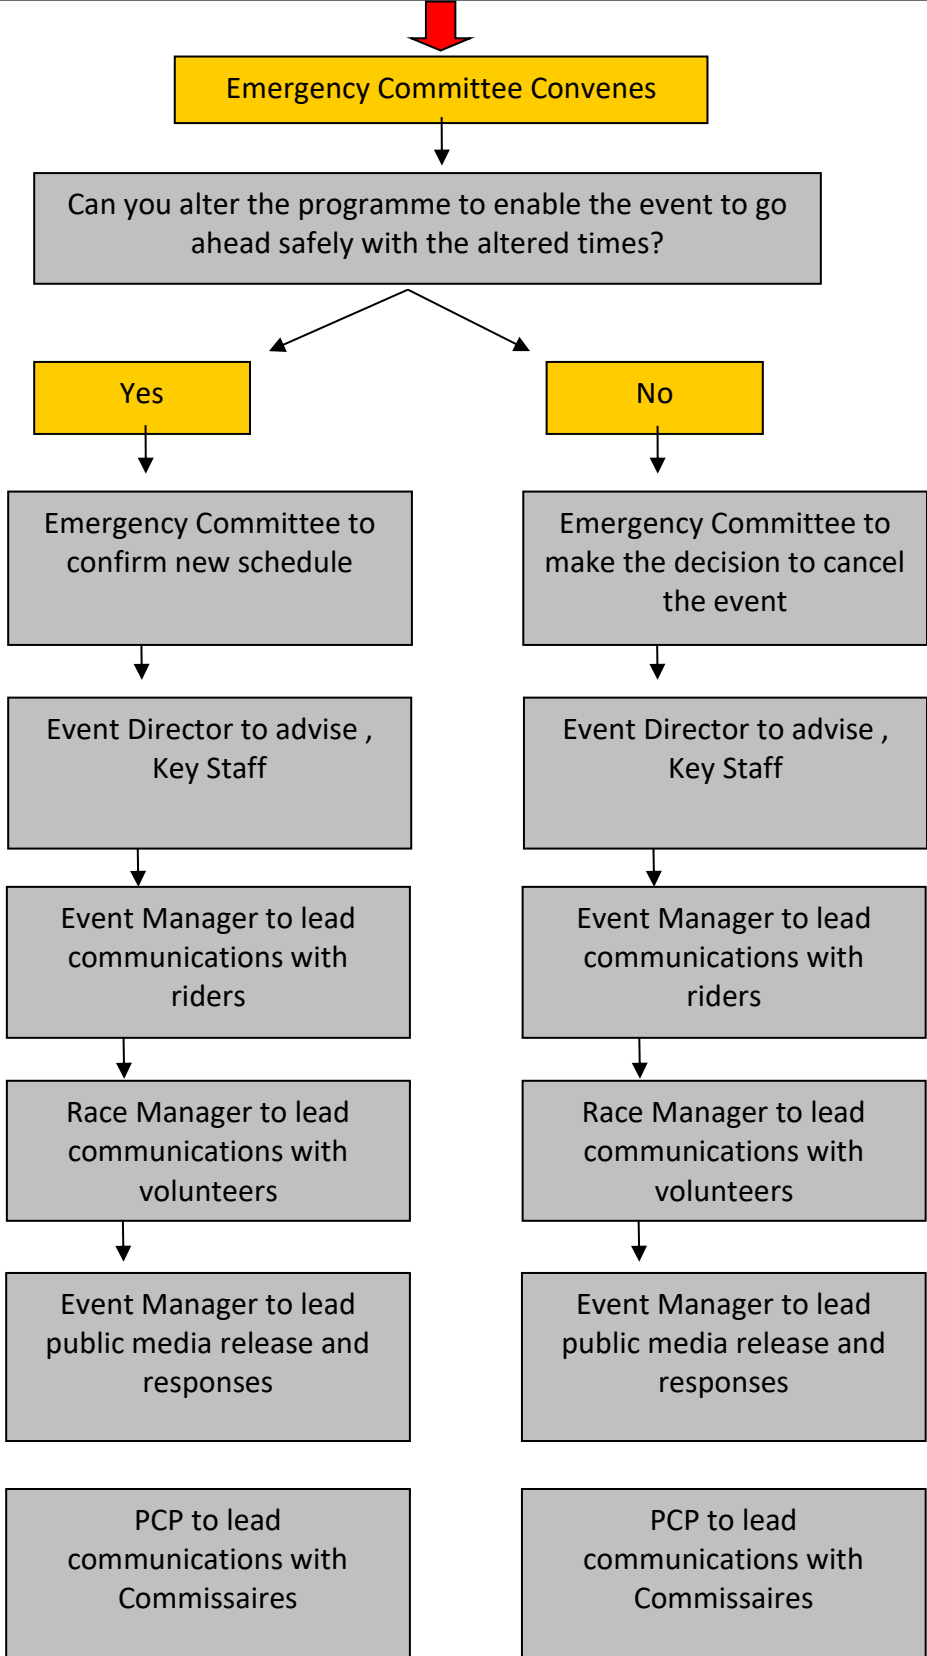 Emergency Committee Convenes
Can you alter the programme to enable the event to go
ahead safely with the altered times?
Yes
No
Emergency Committee to
confirm new schedule
Emergency Committee to
make the decision to cancel
the event
Event Director to advise ,
Key Staff
Event Director to advise ,
Key Staff
Event Manager to lead
communications with
riders
Event Manager to lead
communications with
riders
Race Manager to lead
communications with
volunteers
Race Manager to lead
communications with
volunteers
Event Manager to lead
public media release and
responses
Event Manager to lead
public media release and
responses
PCP to lead
communications with
Commissaires
PCP to lead
communications with
Commissaires